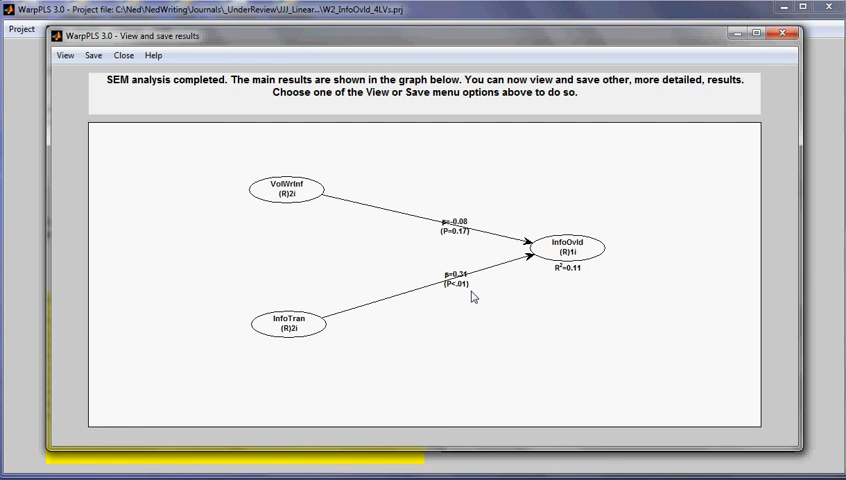 WarpPLS 3.0 - Project file: C:\Ned\NedWriting\Journals\_UnderReview\JJJ_Linear...\W2_InfoOvld_4LVs.prj
Project
WarpPLS 3.0 - View and save results
View Save Close Help
SEM analysis completed. The main results are shown in the graph below. You can now view and save other, more detailed, results.
Choose one of the View or Save menu options above to do so.
VolWrInf
(R)2i
β=-0.08
(P=0.17)
InfoOvld
(R)1i
R²=0.11
β=0.31
(P<.01)
InfoTran
(R)2i